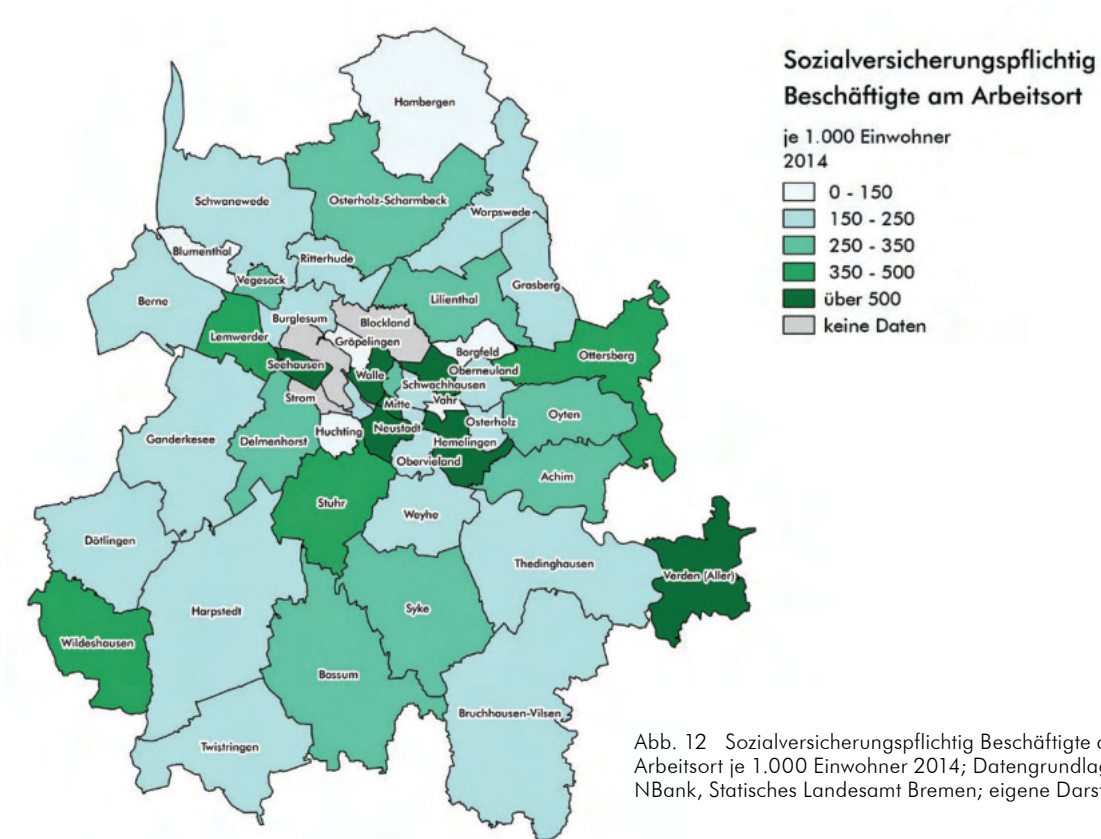 Sozialversicherungspflichtig
Beschäftigte am Arbeitsort
je 1.000 Einwohner
2014
0 - 150
150 - 250
250 - 350
350 - 500
über 500
keine Daten
Hambergen
Schwanewede
Osterholz-Scharmbeck
Worpswede
Blumenthal
Ritterhude
Vegesack
Grasberg
Berne
Lilienthal
Burglesum
Blockland
Lemwerder
Gröpelingen
Borgfeld
Ottersberg
Seehausen
Walle
Oberneuland
Schwachhausen
Strom
Mitte
Vahr
Oyten
Ganderkesee
Delmenhorst
Huchting
Neustadt
Osterholz
Hemelingen
Obervieland
Achim
Stuhr
Weyhe
Dötlingen
Thedinghausen
Verden (Aller)
Harpstedt
Syke
Wildeshausen
Bassum
Bruchhausen-Vilsen
Twistringen
Abb. 12 Sozialversicherungspflichtig Beschäftigte
Arbeitsort je 1.000 Einwohner 2014;
NBank, Statisches Landesamt Bremen; eigene